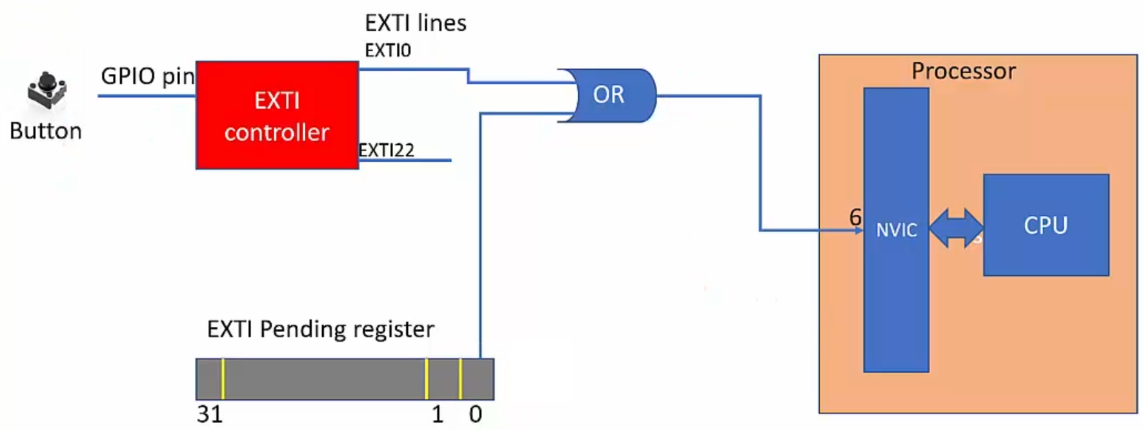 EXTI lines
EXTI0
GPIO pin
Button
EXTI
controller
EXTI22
OR
Processor
6
NVIC
CPU
EXTI Pending register
31 1 0